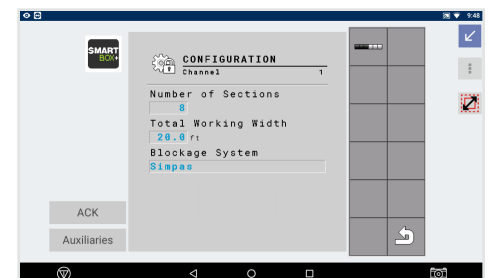 9:48
SMART
BOX+
CONFIGURATION
Channel 1
Number of Sections
8
Total Working Width
20.0 ft
Blockage System
Simpas
ACK
Auxiliaries